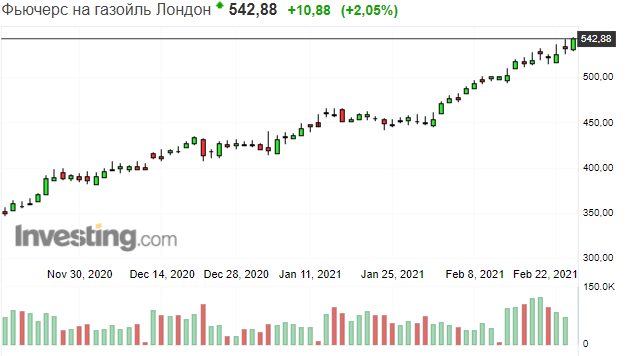 Фьючерс на газойль Лондон 542,88 +10,88 (+2,05%)
542,88
500.00
450.00
400.00
350.00
300.00
Investing.com
Nov 30, 2020 Dec 14, 2020 Dec 28, 2020 Jan 11, 2021 Jan 25, 2021 Feb 8, 2021 Feb 22, 2021
150.0K
0